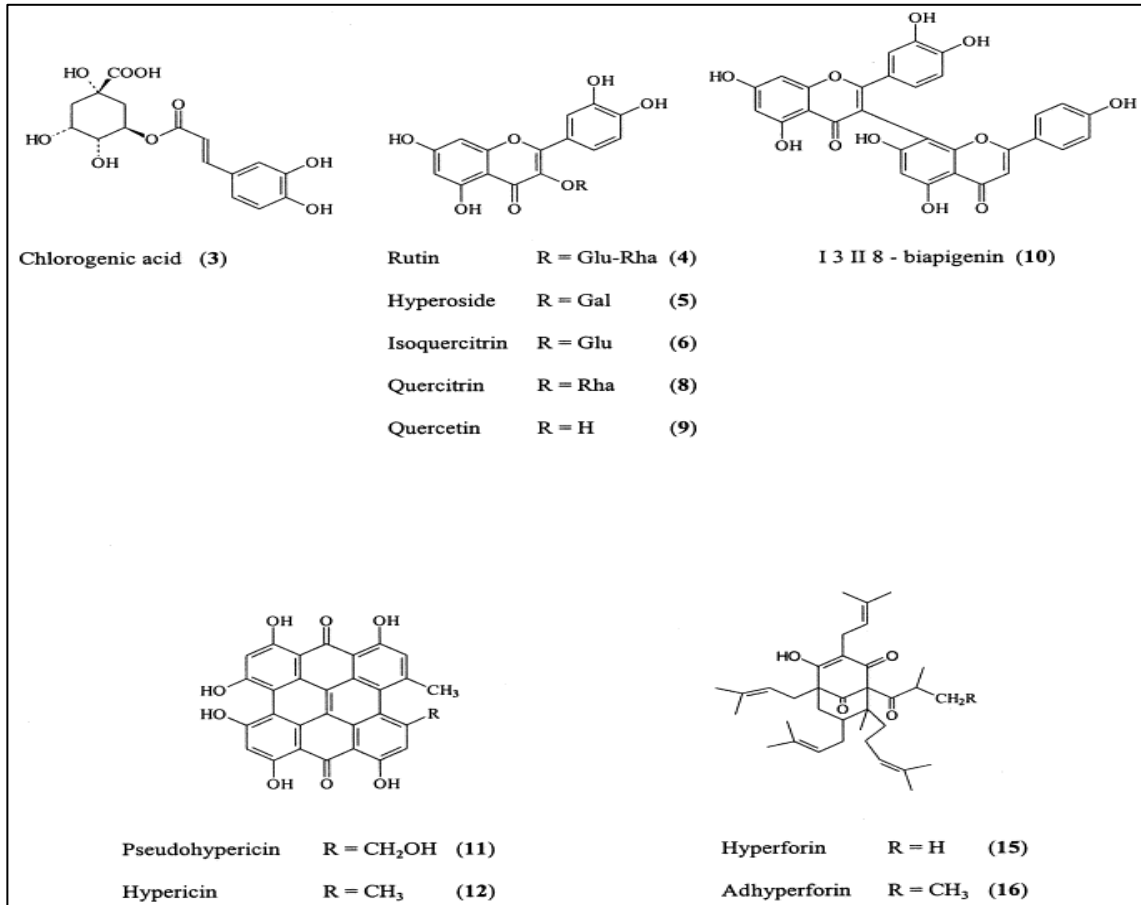 HO COOH
O
HO
OH
O
OH
OH
Chlorogenic acid (3)
OH
OH
HO
O
OR
OH
O
Rutin R = Glu-Rha (4)
Hyperoside R = Gal (5)
Isoquercitrin R = Glu (6)
Quercitrin R = Rha (8)
Quercetin R = H (9)
OH
OH
HO
O
OH
O
HO
O
OH
OH
O
I 3 II 8 - biapigenin (10)
OH O OH
HO
CH₃
HO
R
OH O OH
Pseudohypericin R = CH₂OH (11)
Hypericin R = CH₃ (12)
HO
O
O
O
CH₂R
Hyperforin R = H (15)
Adhyperforin R = CH₃ (16)